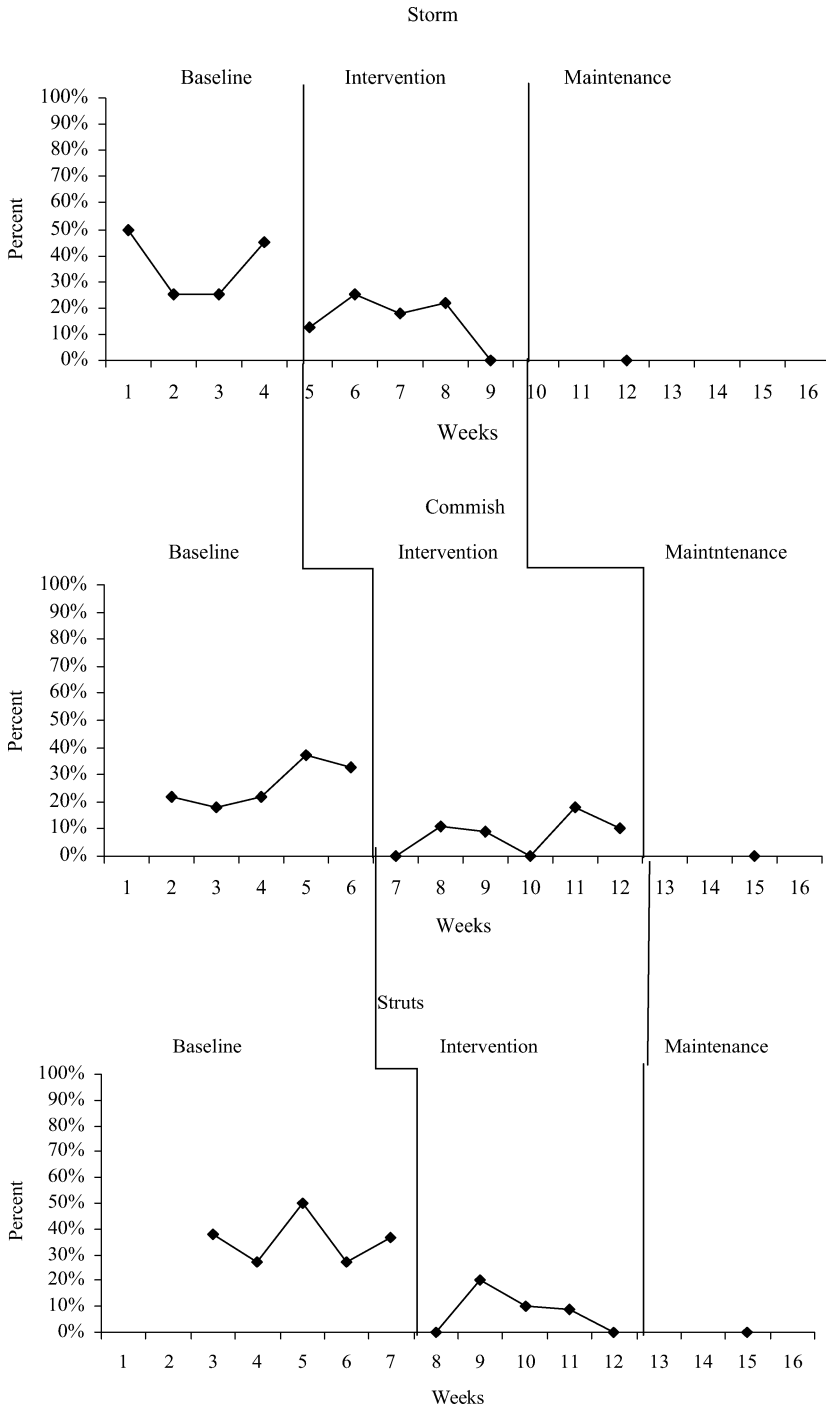 Storm
Baseline Intervention Maintenance
100%
90%
80%
70%
60%
50%
40%
30%
20%
10%
0%
Percent
1 2 3 4 5 6 7 8 9 10 11 12 13 14 15 16
Weeks
Commish
Baseline Intervention Maintntenance
100%
90%
80%
70%
60%
50%
40%
30%
20%
10%
0%
Percent
1 2 3 4 5 6 7 8 9 10 11 12 13 14 15 16
Weeks
Struts
Baseline Intervention Maintenance
100%
90%
80%
70%
60%
50%
40%
30%
20%
10%
0%
Percent
1 2 3 4 5 6 7 8 9 10 11 12 13 14 15 16
Weeks